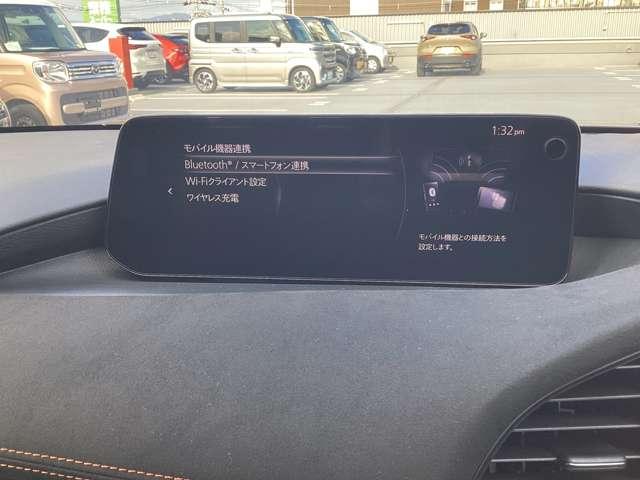 1:32 pm
モバイル機器連携
Bluetooth® / スマートフォン連携
Wi-Fiクライアント設定
ワイヤレス充電
モバイル機器との接続方法を
設定します。